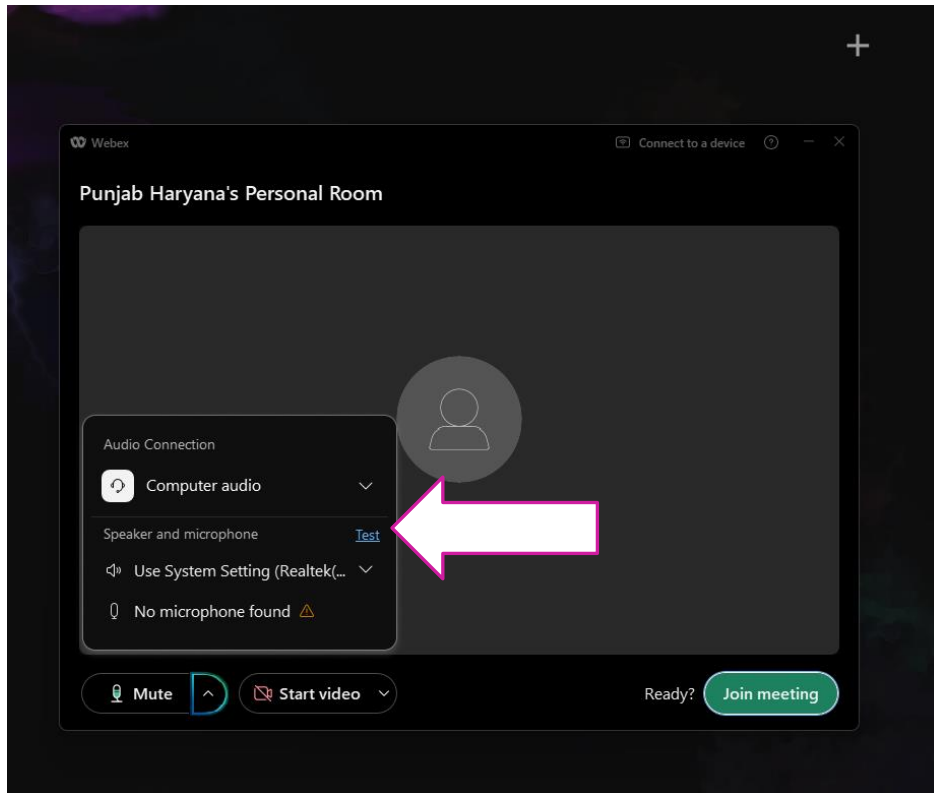 Webex
Connect to a device
Punjab Haryana's Personal Room
Audio Connection
Computer audio
Speaker and microphone Test
Use System Setting (Realtek(...
No microphone found
Mute
Start video
Ready?
Join meeting